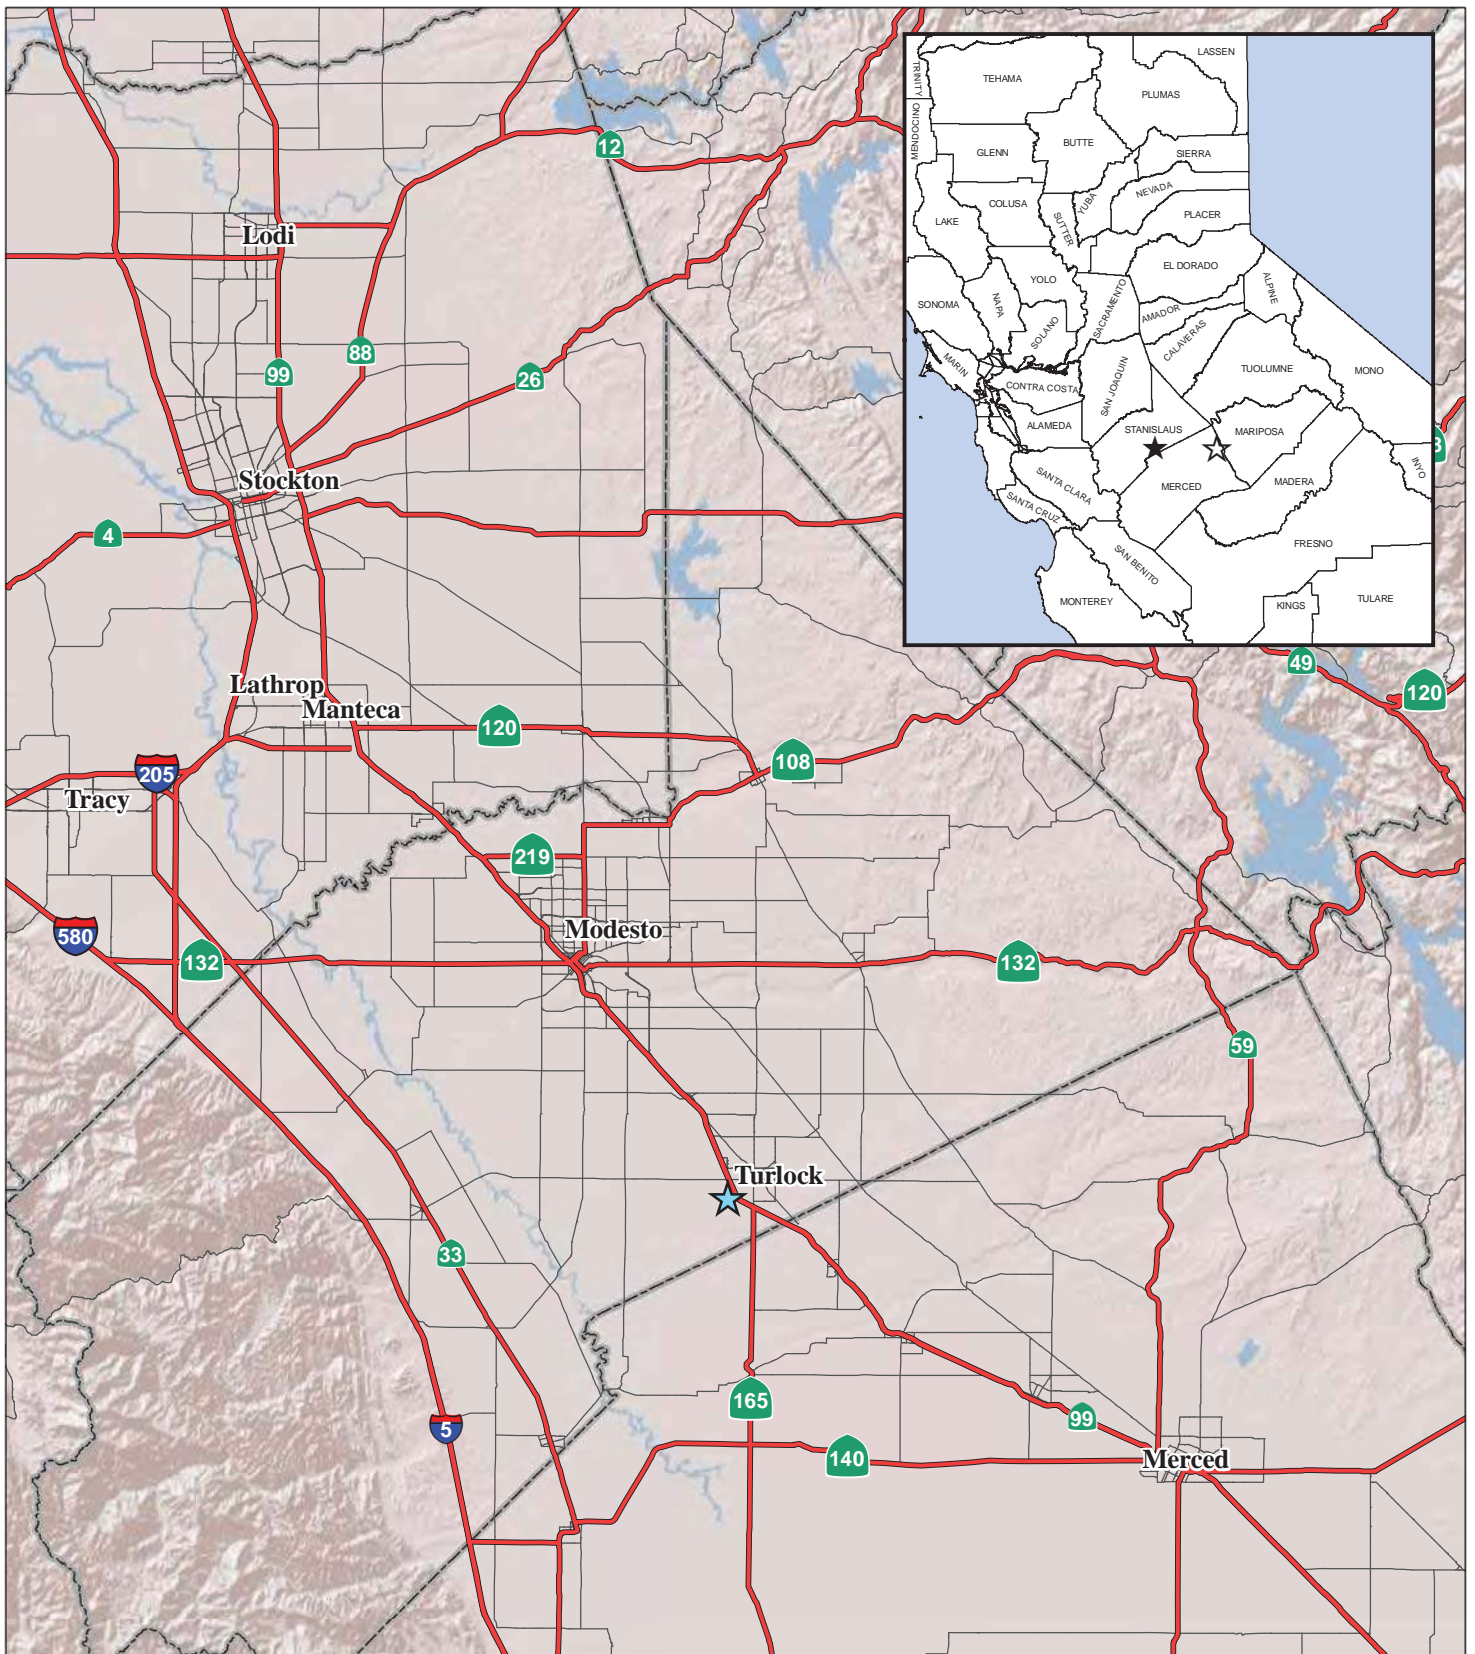 LASSEN
TRINITY
TEHAMA
PLUMAS
MENDOCINO
BUTTE
GLENN
SIERRA
NEVADA
YUBA
COLUSA
SUTTER
PLACER
LAKE
EL DORADO
YOLO
ALPINE
SONOMA
NAPA
SACRAMENTO
AMADOR
SOLANO
CALAVERAS
MARIN
TUOLUMNE
MONO
CONTRA COSTA
SAN JOAQUIN
ALAMEDA
STANISLAUS
MARIPOSA
INYO
SANTA CLARA
MERCED
MADERA
SANTA CRUZ
FRESNO
SAN BENITO
MONTEREY
KINGS
TULARE
12
Lodi
88
99
26
3
Stockton
4
49
Lathrop
120
Manteca
120
108
205
Tracy
219
Modesto
580
132
132
59
Turlock
33
165
99
5
140
Merced